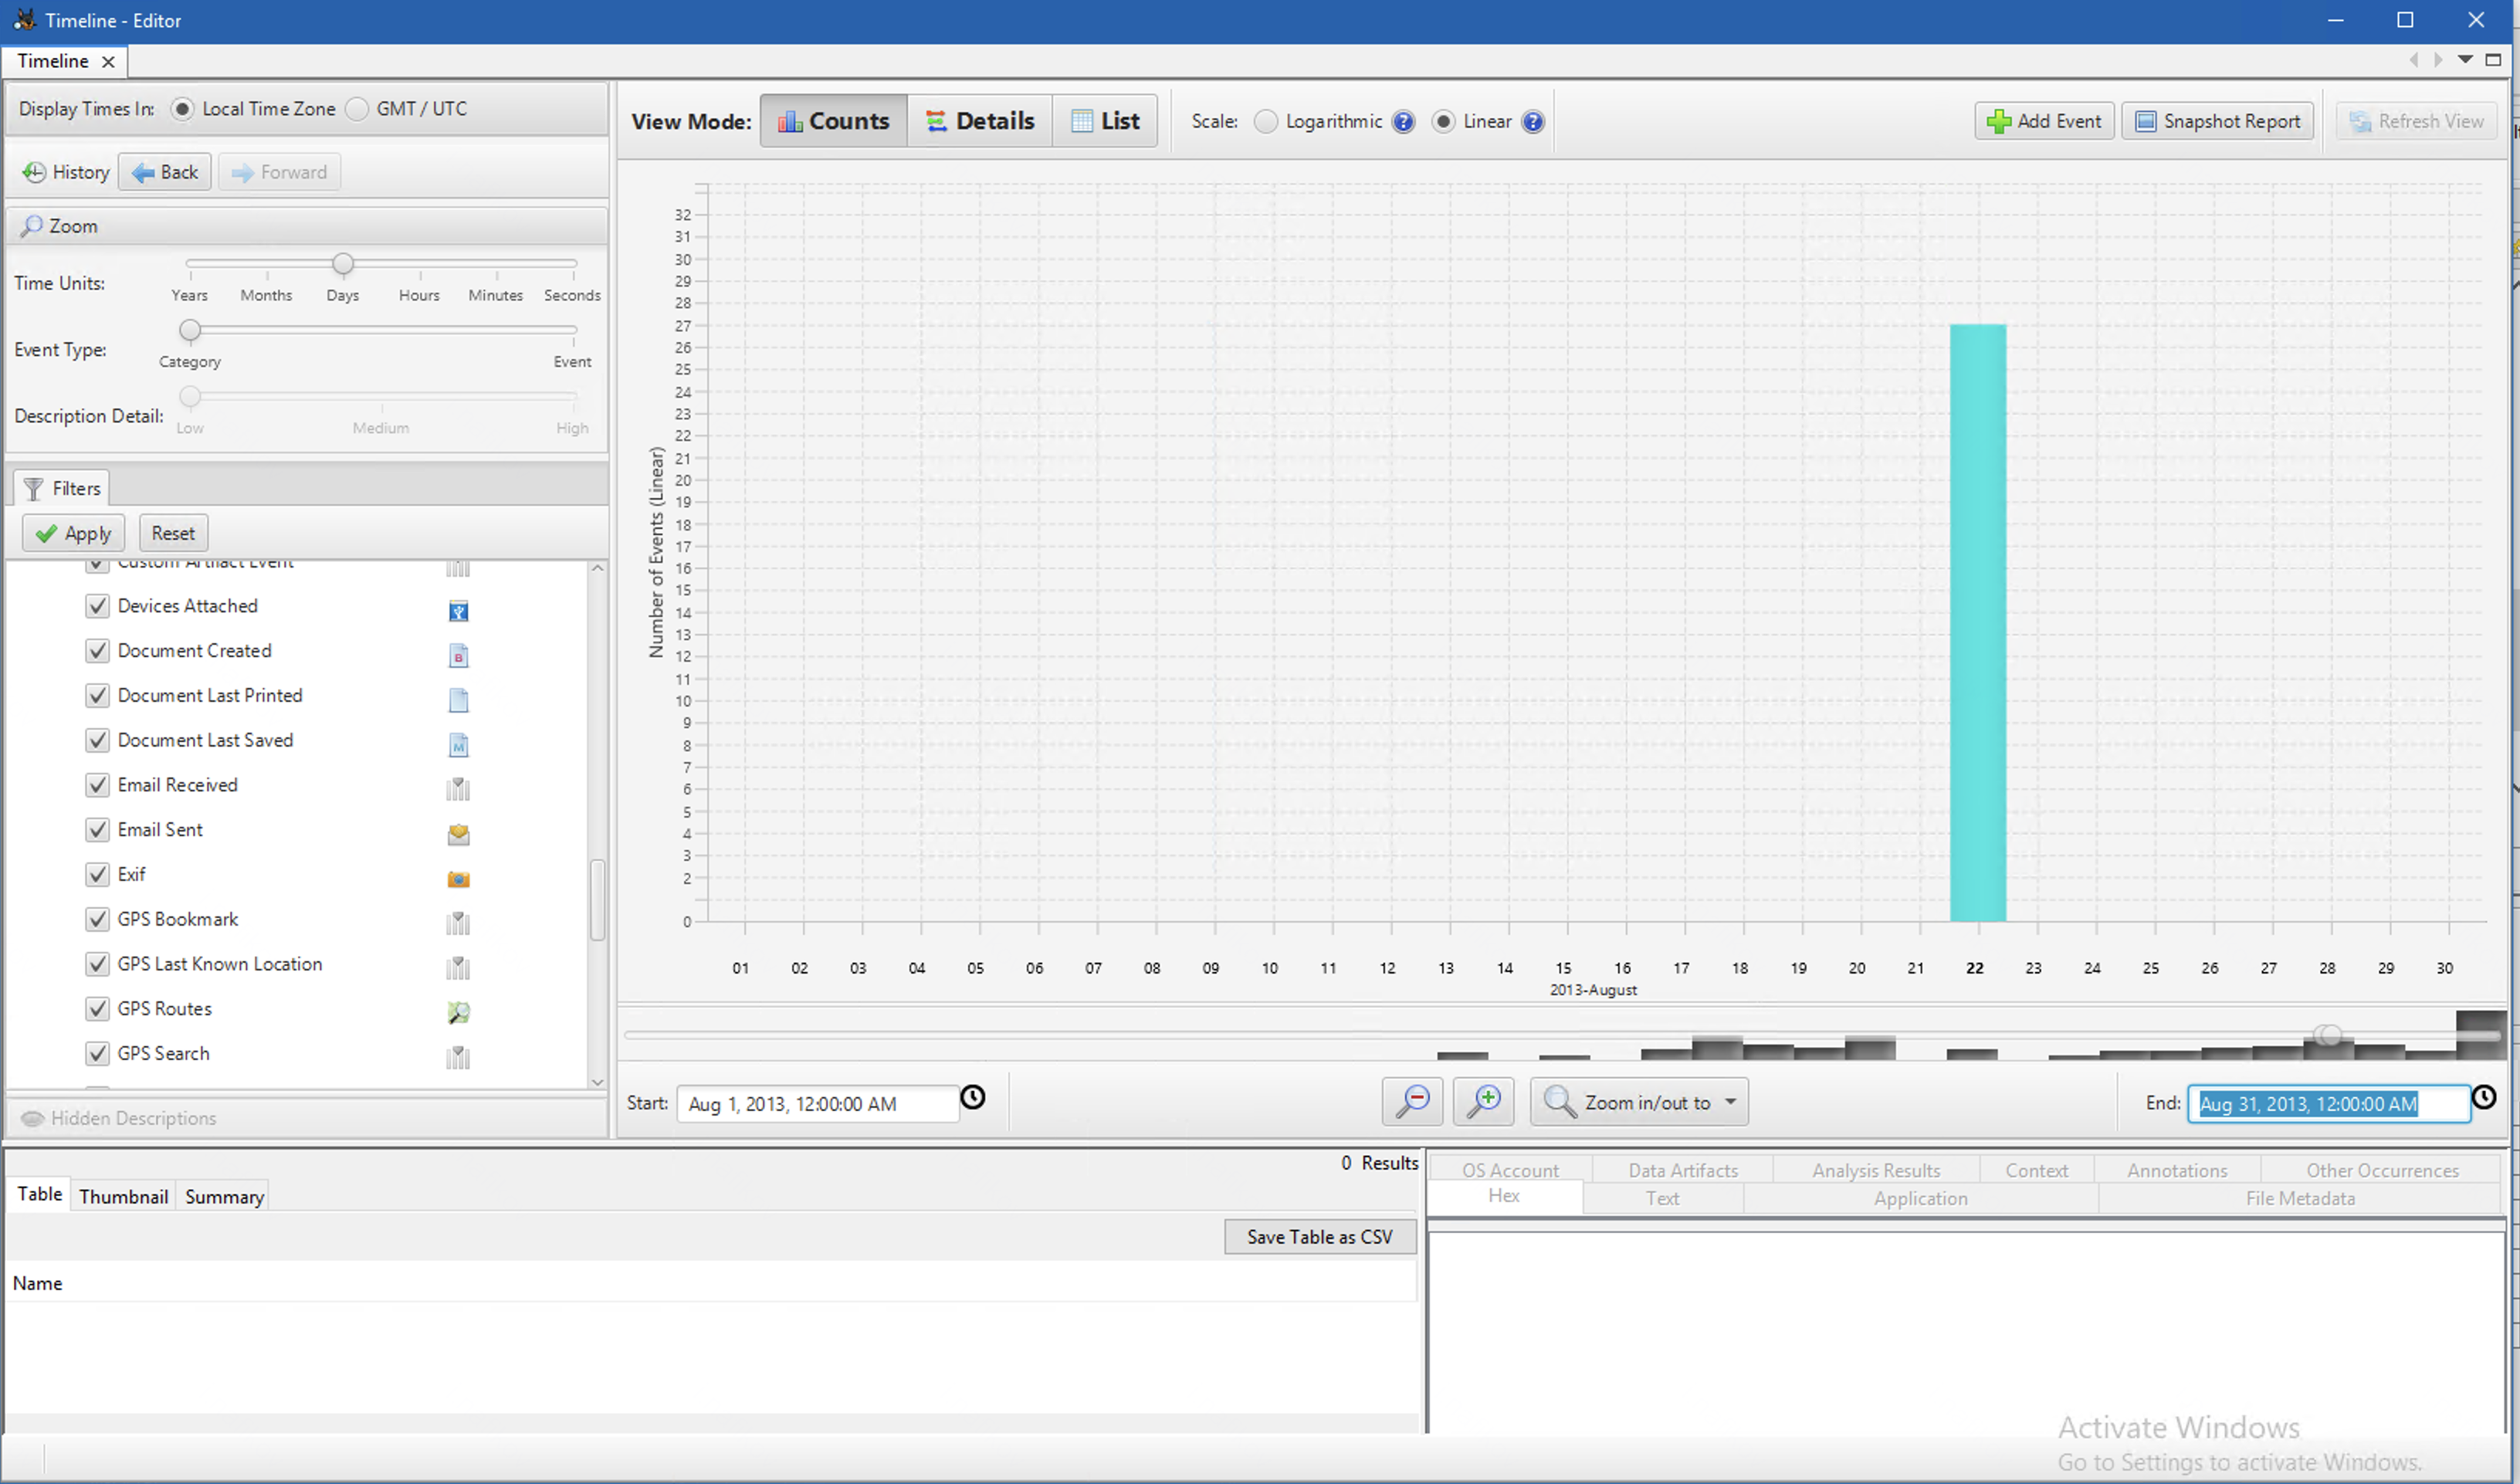 Timeline - Editor
Timeline
Display Times In: Local Time Zone GMT / UTC
History Back Forward
Zoom
Time Units:
Years Months Days Hours Minutes Seconds
Event Type:
Category Event
Description Detail:
Low Medium High
Filters
Apply Reset
Custom Artifact Event
Devices Attached
Document Created
Document Last Printed
Document Last Saved
Email Received
Email Sent
Exif
GPS Bookmark
GPS Last Known Location
GPS Routes
GPS Search
Hidden Descriptions
View Mode: Counts Details List Scale: Logarithmic ? Linear ? Add Event Snapshot Report Refresh View
Number of Events (Linear)
32
31
30
29
28
27
26
25
24
23
22
21
20
19
18
17
16
15
14
13
12
11
10
9
8
7
6
5
4
3
2
0
01 02 03 04 05 06 07 08 09 10 11 12 13 14 15 16 17 18 19 20 21 22 23 24 25 26 27 28 29 30
2013-August
Start: Aug 1, 2013, 12:00:00 AM Zoom in/out to End: Aug 31, 2013, 12:00:00 AM
0 Results
Table Thumbnail Summary
Save Table as CSV
Name
OS Account Data Artifacts Analysis Results Context Annotations Other Occurrences
Hex Text Application File Metadata
Activate Windows
Go to Settings to activate Windows.